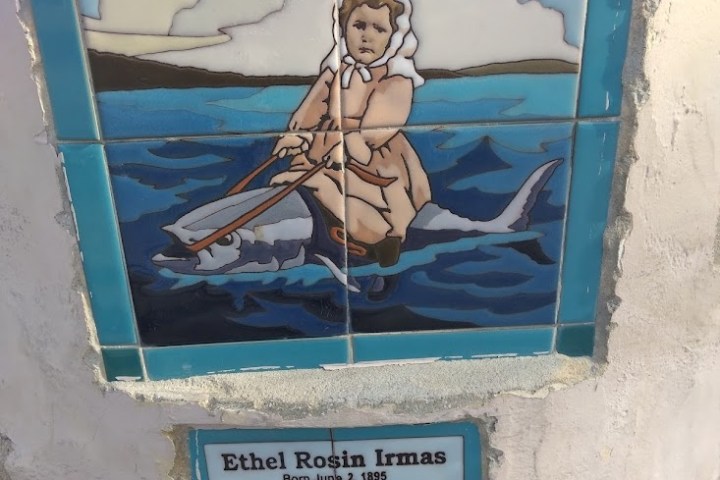 Ethel Rosin Irmas
Born June 2, 1895